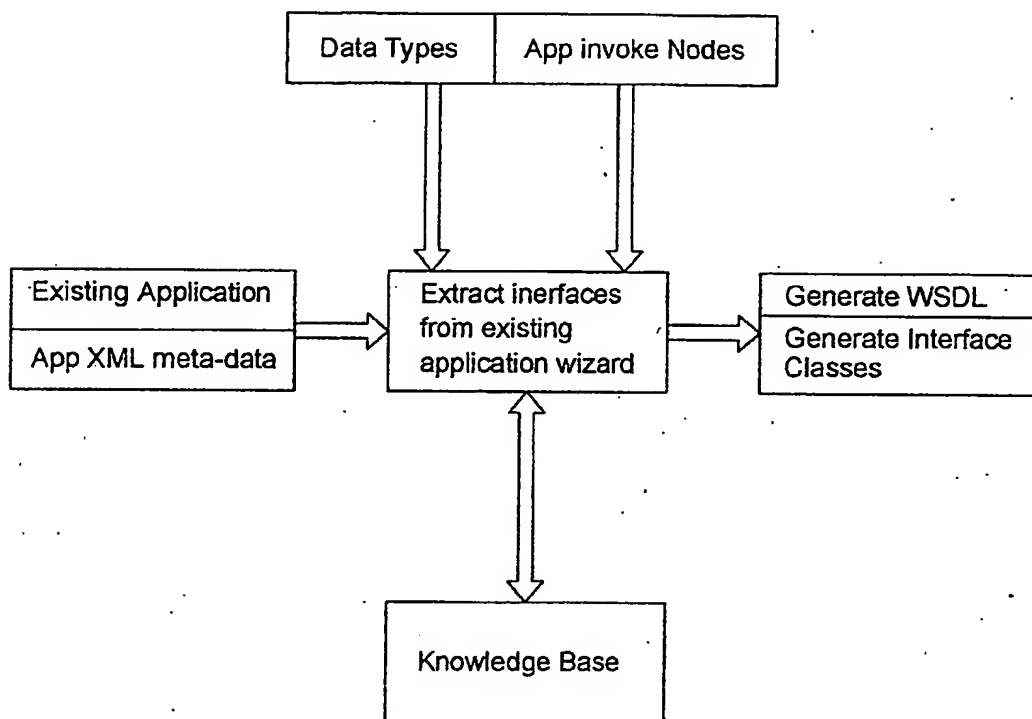 Data Types
App invoke Nodes
Existing Application
App XML meta-data
Extract inerfaces
from existing
application wizard
Generate WSDL
Generate Interface
Classes
Knowledge Base